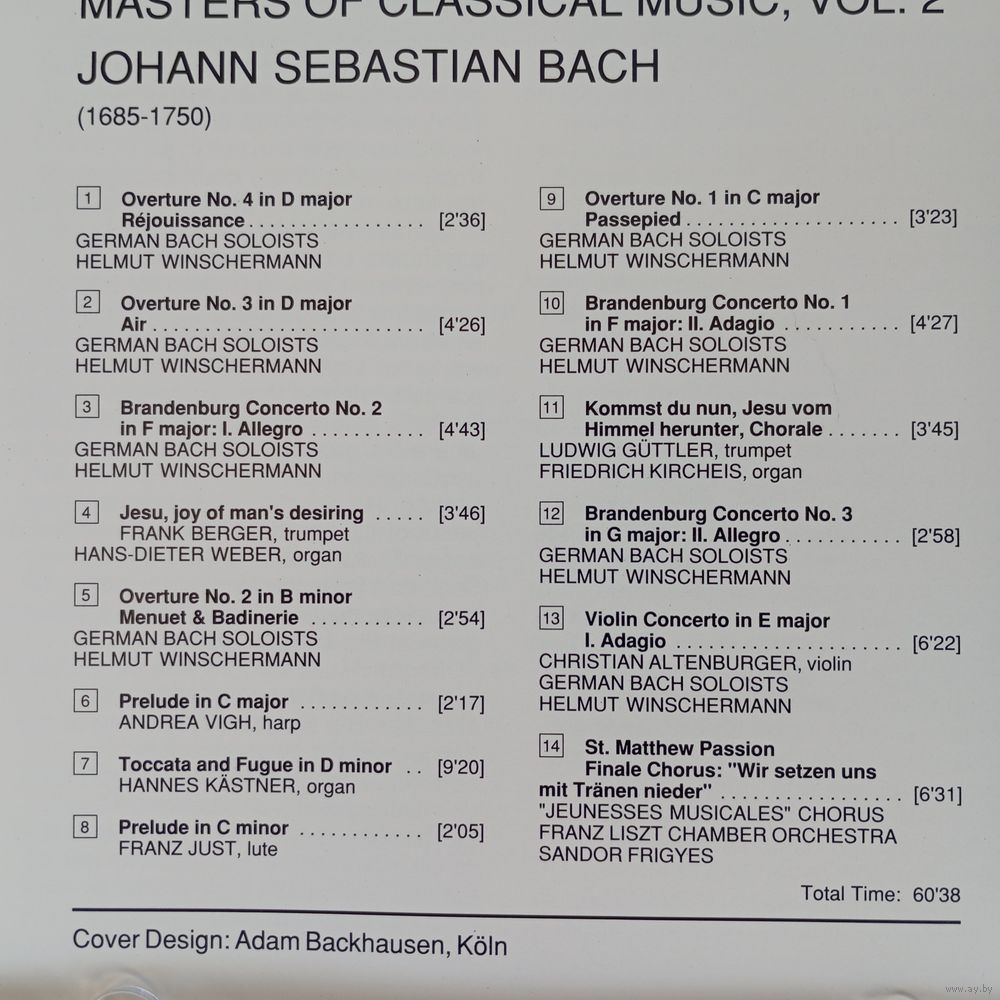 MASTERS OF CLASSICAL MUSIC, VOL. 2
JOHANN SEBASTIAN BACH
(1685-1750)
1 Overture No. 4 in D major
Réjouissance . . . . . . . . . . . . . . . . . [2'36]
GERMAN BACH SOLOISTS
HELMUT WINSCHERMANN
2 Overture No. 3 in D major
Air . . . . . . . . . . . . . . . . . . . . . . . . . . [4'26]
GERMAN BACH SOLOISTS
HELMUT WINSCHERMANN
3 Brandenburg Concerto No. 2
in F major: I. Allegro . . . . . . . . . . . [4'43]
GERMAN BACH SOLOISTS
HELMUT WINSCHERMANN
4 Jesu, joy of man's desiring . . . . . [3'46]
FRANK BERGER, trumpet
HANS-DIETER WEBER, organ
5 Overture No. 2 in B minor
Menuet & Badinerie . . . . . . . . . . . [2'54]
GERMAN BACH SOLOISTS
HELMUT WINSCHERMANN
6 Prelude in C major . . . . . . . . . . . . [2'17]
ANDREA VIGH, harp
7 Toccata and Fugue in D minor . . [9'20]
HANNES KÄSTNER, organ
8 Prelude in C minor . . . . . . . . . . . . [2'05]
FRANZ JUST, lute
9 Overture No. 1 in C major
Passepied . . . . . . . . . . . . . . . . . . . . [3'23]
GERMAN BACH SOLOISTS
HELMUT WINSCHERMANN
10 Brandenburg Concerto No. 1
in F major: II. Adagio . . . . . . . . . . . [4'27]
GERMAN BACH SOLOISTS
HELMUT WINSCHERMANN
11 Kommst du nun, Jesu vom
Himmel herunter, Chorale . . . . . . . [3'45]
LUDWIG GÜTTLER, trumpet
FRIEDRICH KIRCHEIS, organ
12 Brandenburg Concerto No. 3
in G major: II. Allegro . . . . . . . . . . . [2'58]
GERMAN BACH SOLOISTS
HELMUT WINSCHERMANN
13 Violin Concerto in E major
I. Adagio . . . . . . . . . . . . . . . . . . . . . [6'22]
CHRISTIAN ALTENBURGER, violin
GERMAN BACH SOLOISTS
HELMUT WINSCHERMANN
14 St. Matthew Passion
Finale Chorus: "Wir setzen uns
mit Tränen nieder" . . . . . . . . . . . . . . . . . [6'31]
"JEUNESSES MUSICALES" CHORUS
FRANZ LISZT CHAMBER ORCHESTRA
SANDOR FRIGYES
Total Time: 60'38
Cover Design: Adam Backhausen, Köln
www.ay.by